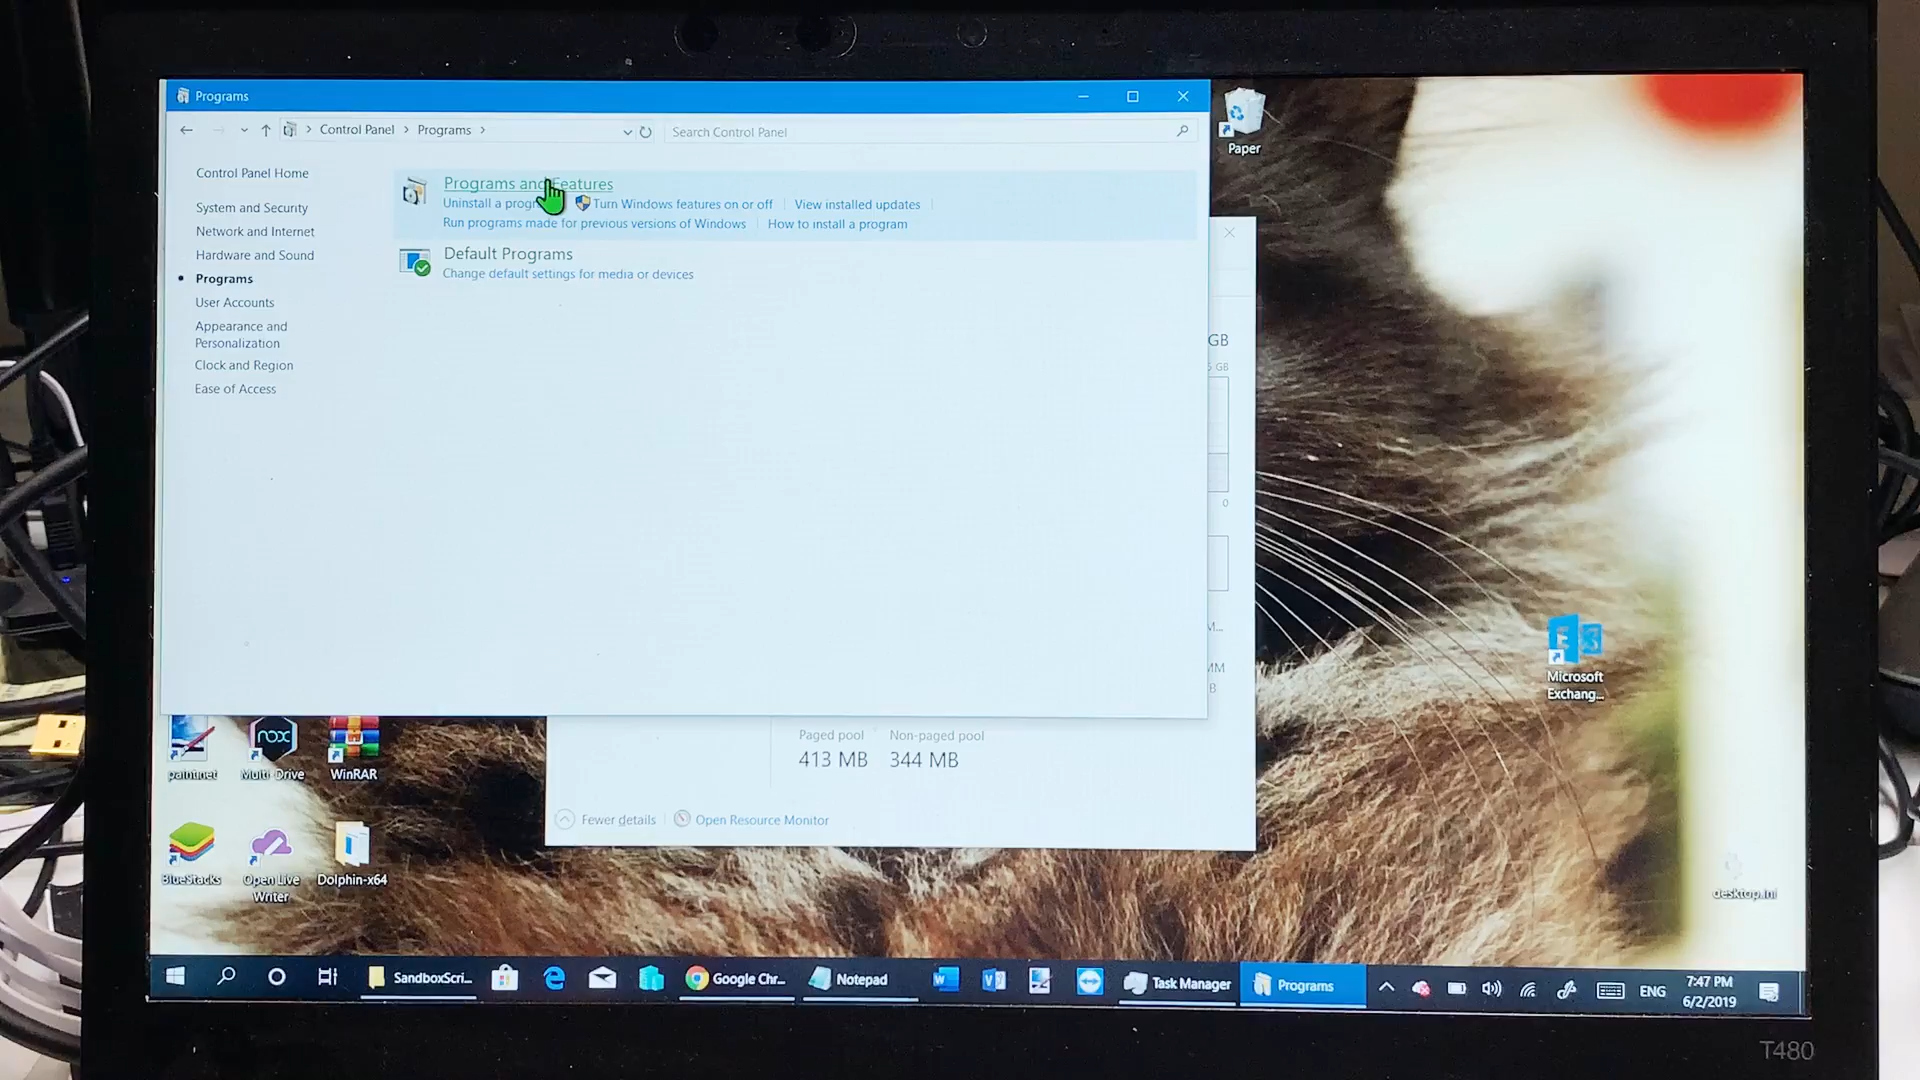 Programs
Control Panel > Programs >
Search Control Panel
Control Panel Home
System and Security
Network and Internet
Hardware and Sound
Programs
User Accounts
Appearance and
Personalization
Clock and Region
Ease of Access
Programs and Features
Uninstall a Turn Windows features on or off View installed updates
Run programs made for previous versions of Windows How to install a program
Default Programs
Change default settings for media or devices
Paper
GB
GB
0
M...
MM
B
Microsoft
Exchang...
Paged pool Non-paged pool
413 MB 344 MB
Fewer details Open Resource Monitor
paint.net
Multi-Drive
WinRAR
BlueStacks
Open Live
Writer
Dolphin-x64
desktop.ini
SandboxScri...
Google Chr...
Notepad
Task Manager
Programs
ENG
7:47 PM
6/2/2019
T480